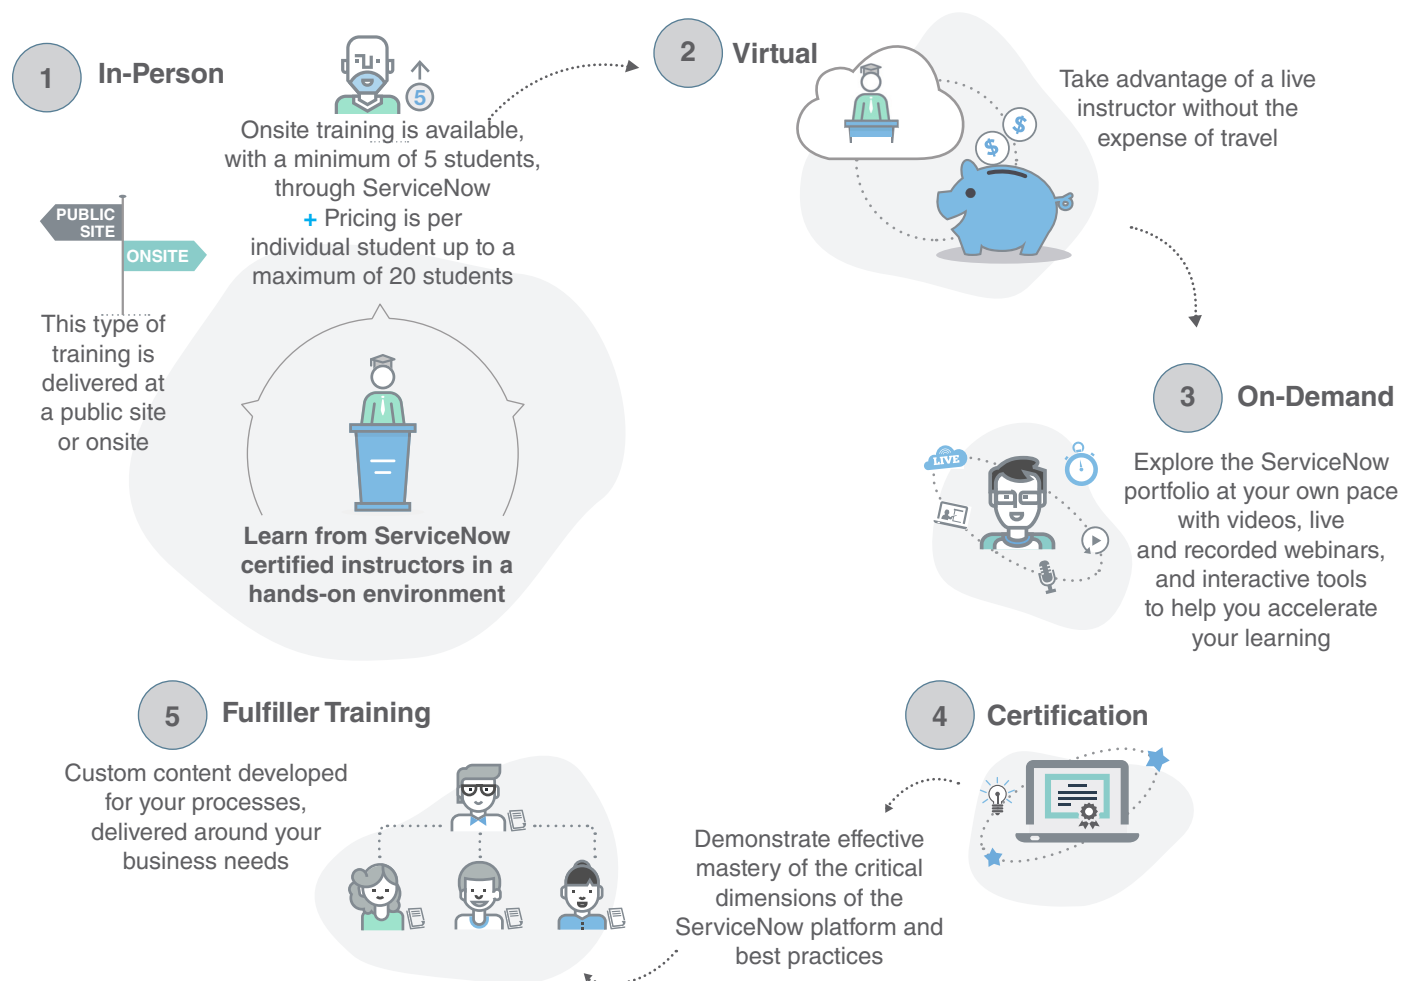 1
In-Person
5
Onsite training is available,
with a minimum of 5 students,
through ServiceNow
+ Pricing is per
individual student up to a
maximum of 20 students
PUBLIC
SITE
ONSITE
This type of
training is
delivered at
a public site
or onsite
Learn from ServiceNow
certified instructors in a
hands-on environment
2
Virtual
$
$
Take advantage of a live
instructor without the
expense of travel
3
On-Demand
LIVE
Explore the ServiceNow
portfolio at your own pace
with videos, live
and recorded webinars,
and interactive tools
to help you accelerate
your learning
4
Certification
Demonstrate effective
mastery of the critical
dimensions of the
ServiceNow platform and
best practices
5
Fulfiller Training
Custom content developed
for your processes,
delivered around your
business needs